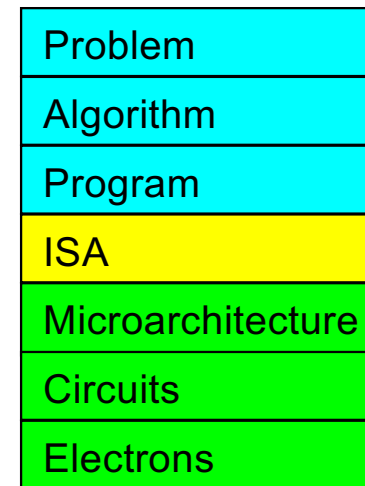 Problem
Algorithm
Program
ISA
Microarchitecture
Circuits
Electrons